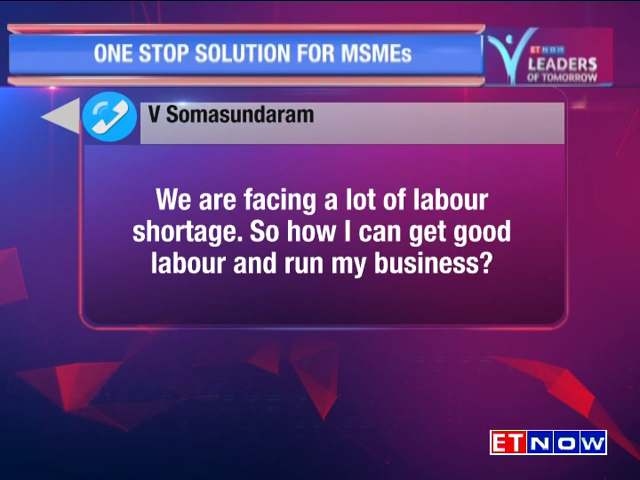 ONE STOP SOLUTION FOR MSMEs
ET NOW
LEADERS
OF TOMORROW
V Somasundaram
We are facing a lot of labour
shortage. So how I can get good
labour and run my business?
ET NOW